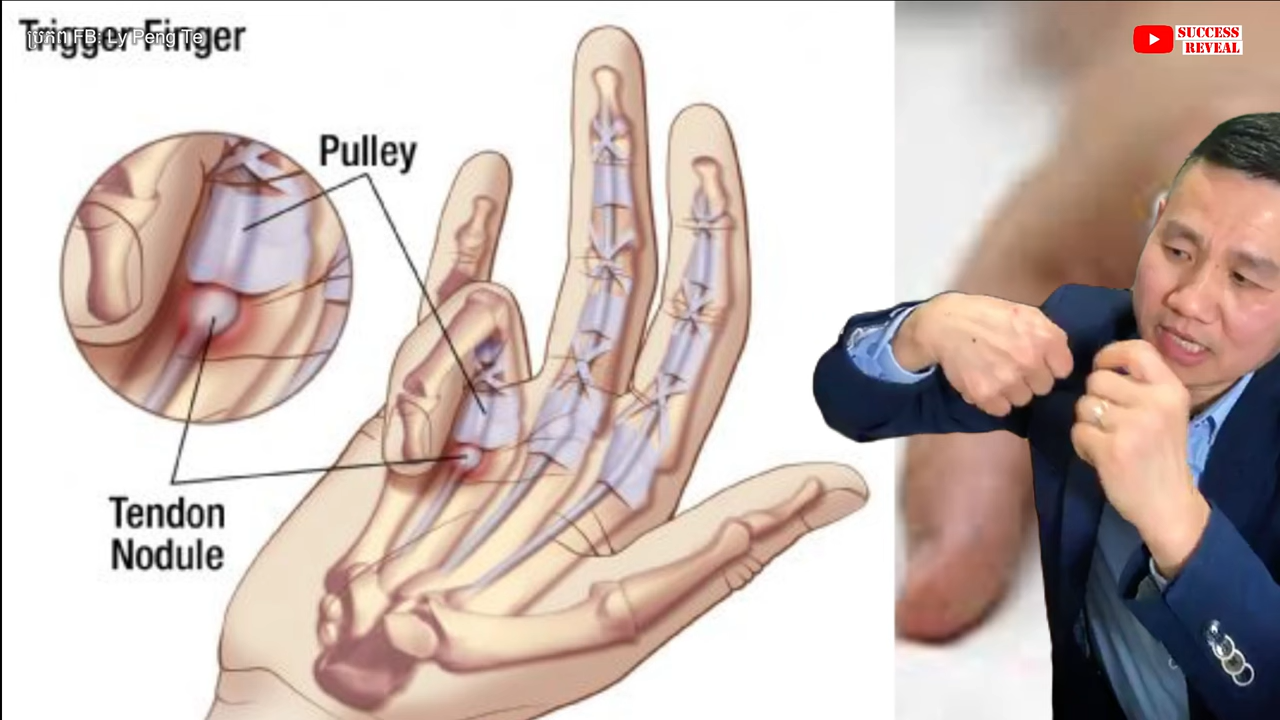 Trigger Finger
FB: Ly Peng Te
SUCCESS
REVEAL
Pulley
Tendon
Nodule